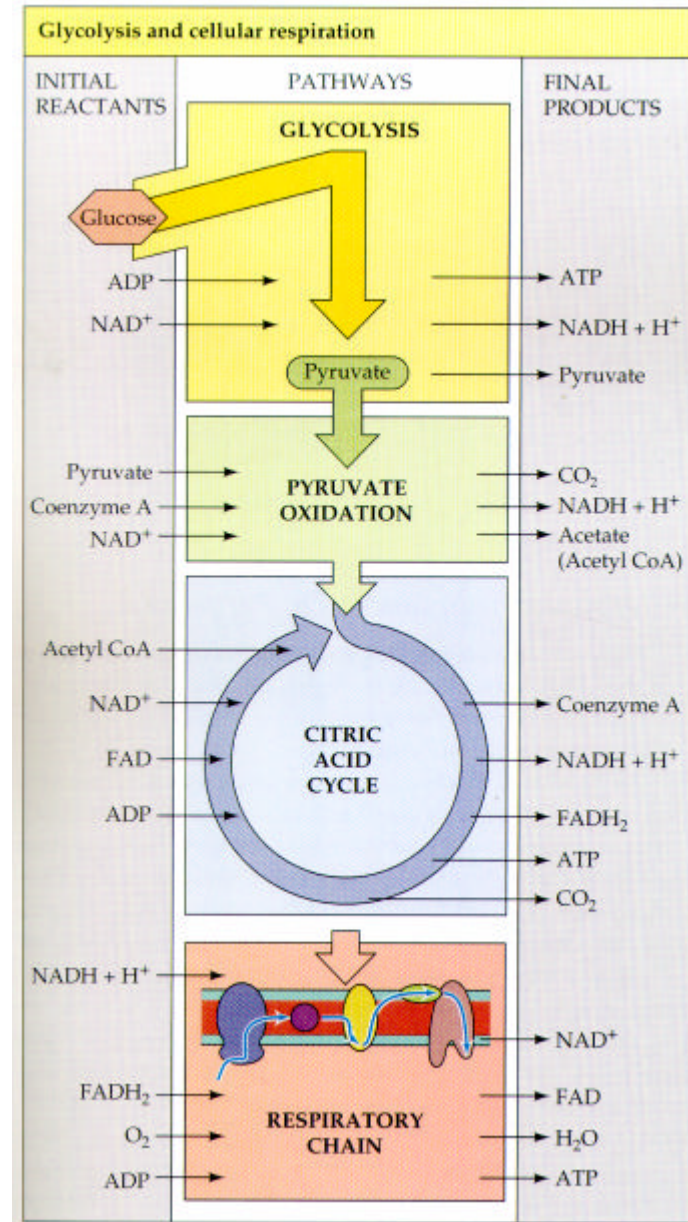 Glycolysis and cellular respiration
INITIAL
REACTANTS
PATHWAYS
FINAL
PRODUCTS
GLYCOLYSIS
Glucose
ADP
ATP
NAD⁺
NADH + H⁺
Pyruvate
Pyruvate
Pyruvate
Coenzyme A
NAD⁺
PYRUVATE
OXIDATION
CO₂
NADH + H⁺
Acetate
(Acetyl CoA)
Acetyl CoA
NAD⁺
FAD
ADP
CITRIC
ACID
CYCLE
Coenzyme A
NADH + H⁺
FADH₂
ATP
CO₂
NADH + H⁺
FADH₂
O₂
ADP
RESPIRATORY
CHAIN
NAD⁺
FAD
H₂O
ATP